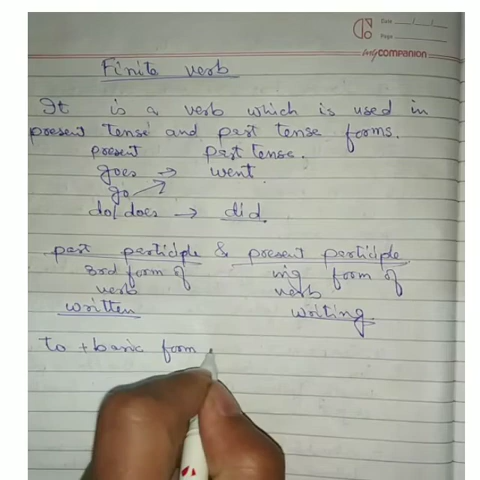 Date / /
Page
my companion
Finite verb
It is a verb which is used in
present tense and past tense forms.
present past tense.
goes → went
go
do/does → did.
past participle & present participle
3rd form of ing form of
verb verb
written writing
to + basic form